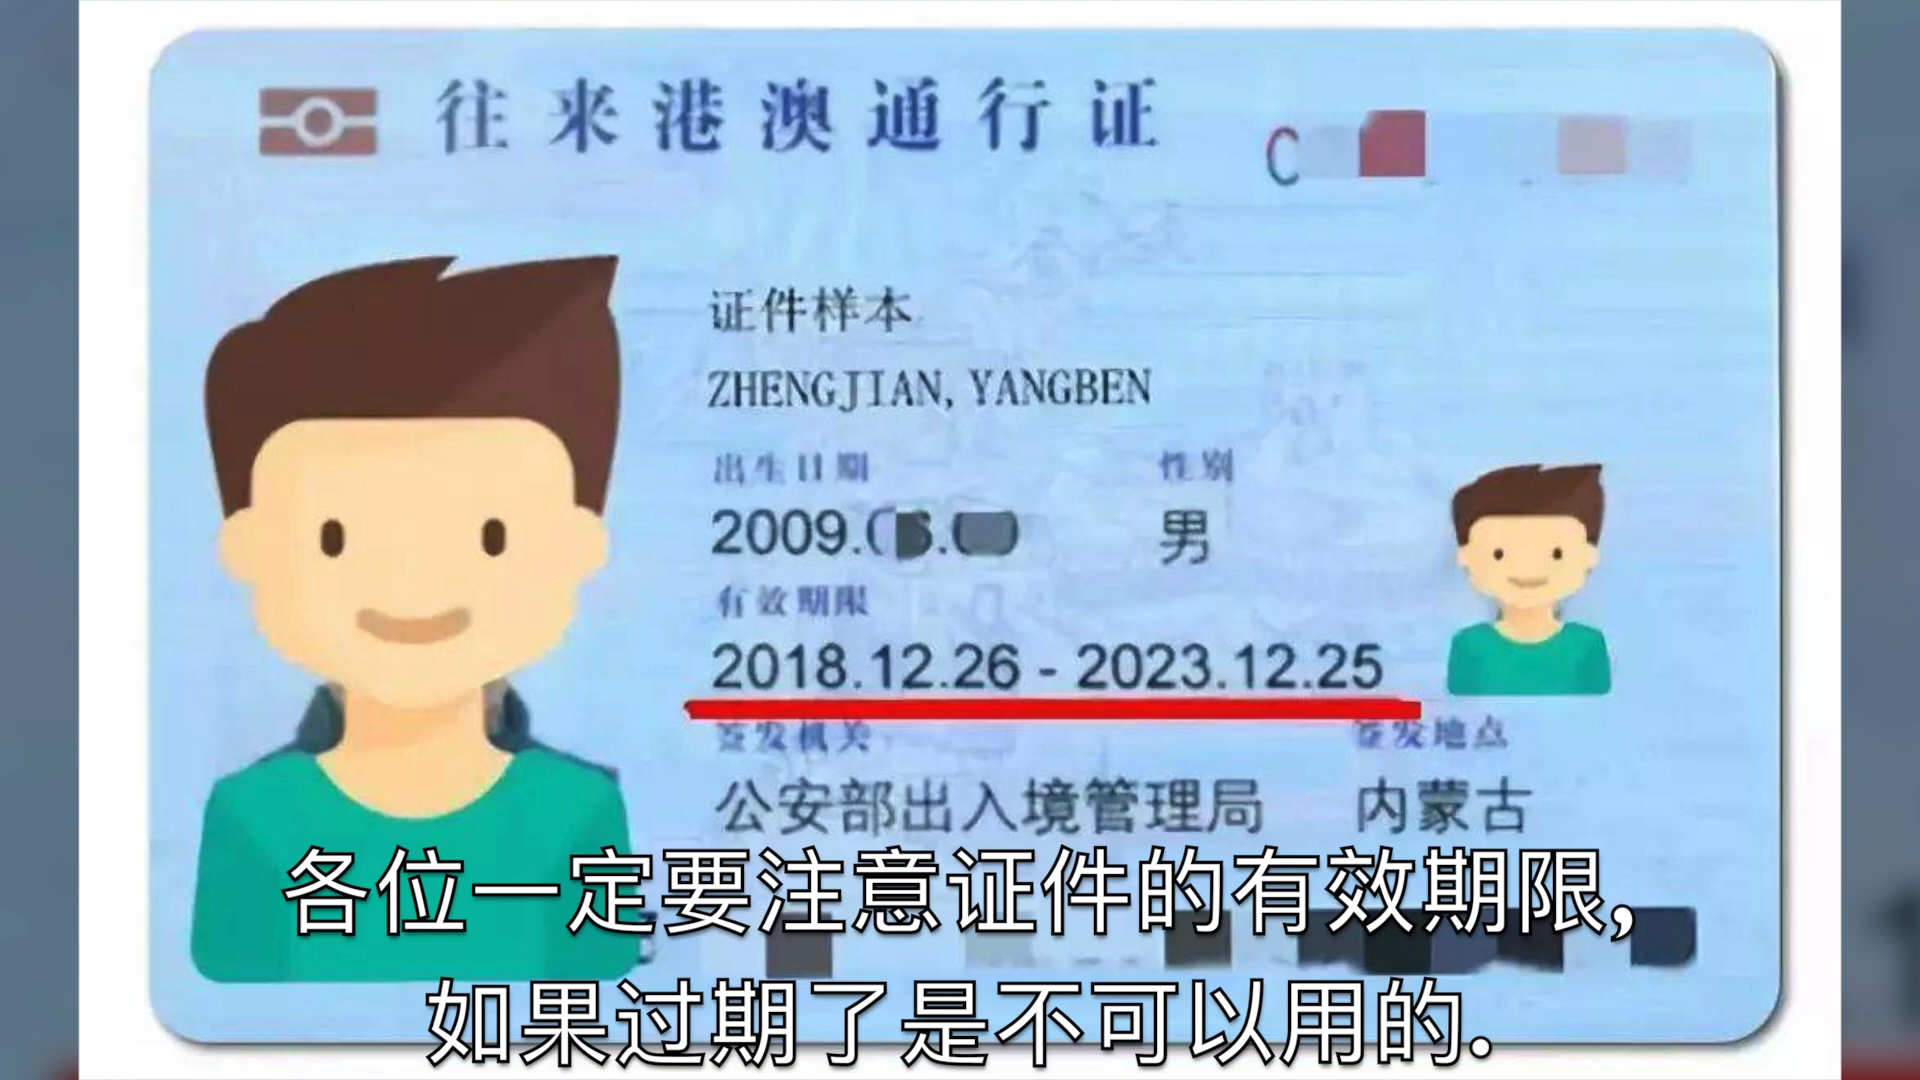 往来港澳通行证
C
证件样本
ZHENGJIAN, YANGBEN
出生日期 性别
2009. 男
有效期限
2018.12.26 - 2023.12.25
签发机关 签发地点
公安部出入境管理局 内蒙古
各位一定要注意证件的有效期限,
如果过期了是不可以用的.